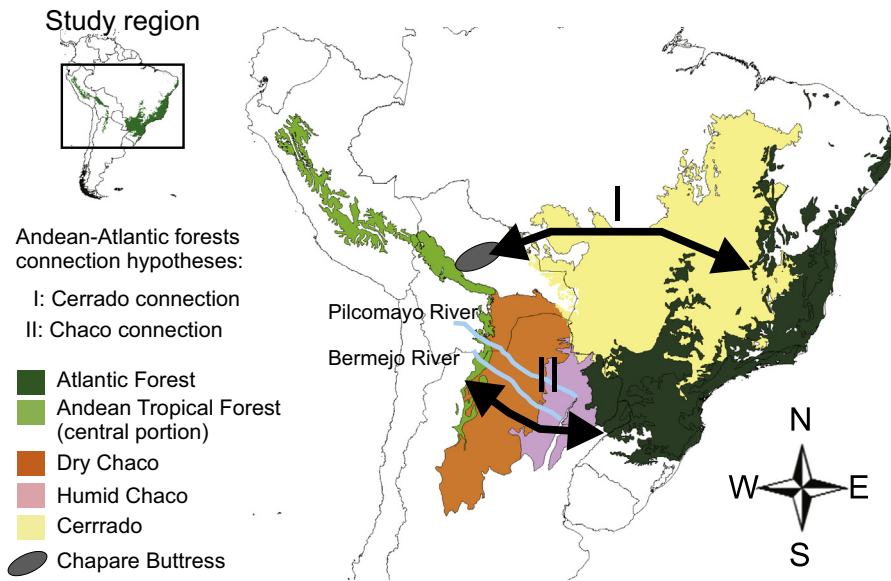 Study region
Andean-Atlantic forests
connection hypotheses:
I: Cerrado connection
II: Chaco connection
Atlantic Forest
Andean Tropical Forest
(central portion)
Dry Chaco
Humid Chaco
Cerrrado
Chapare Buttress
I
Pilcomayo River
Bermejo River
II
N
W
E
S